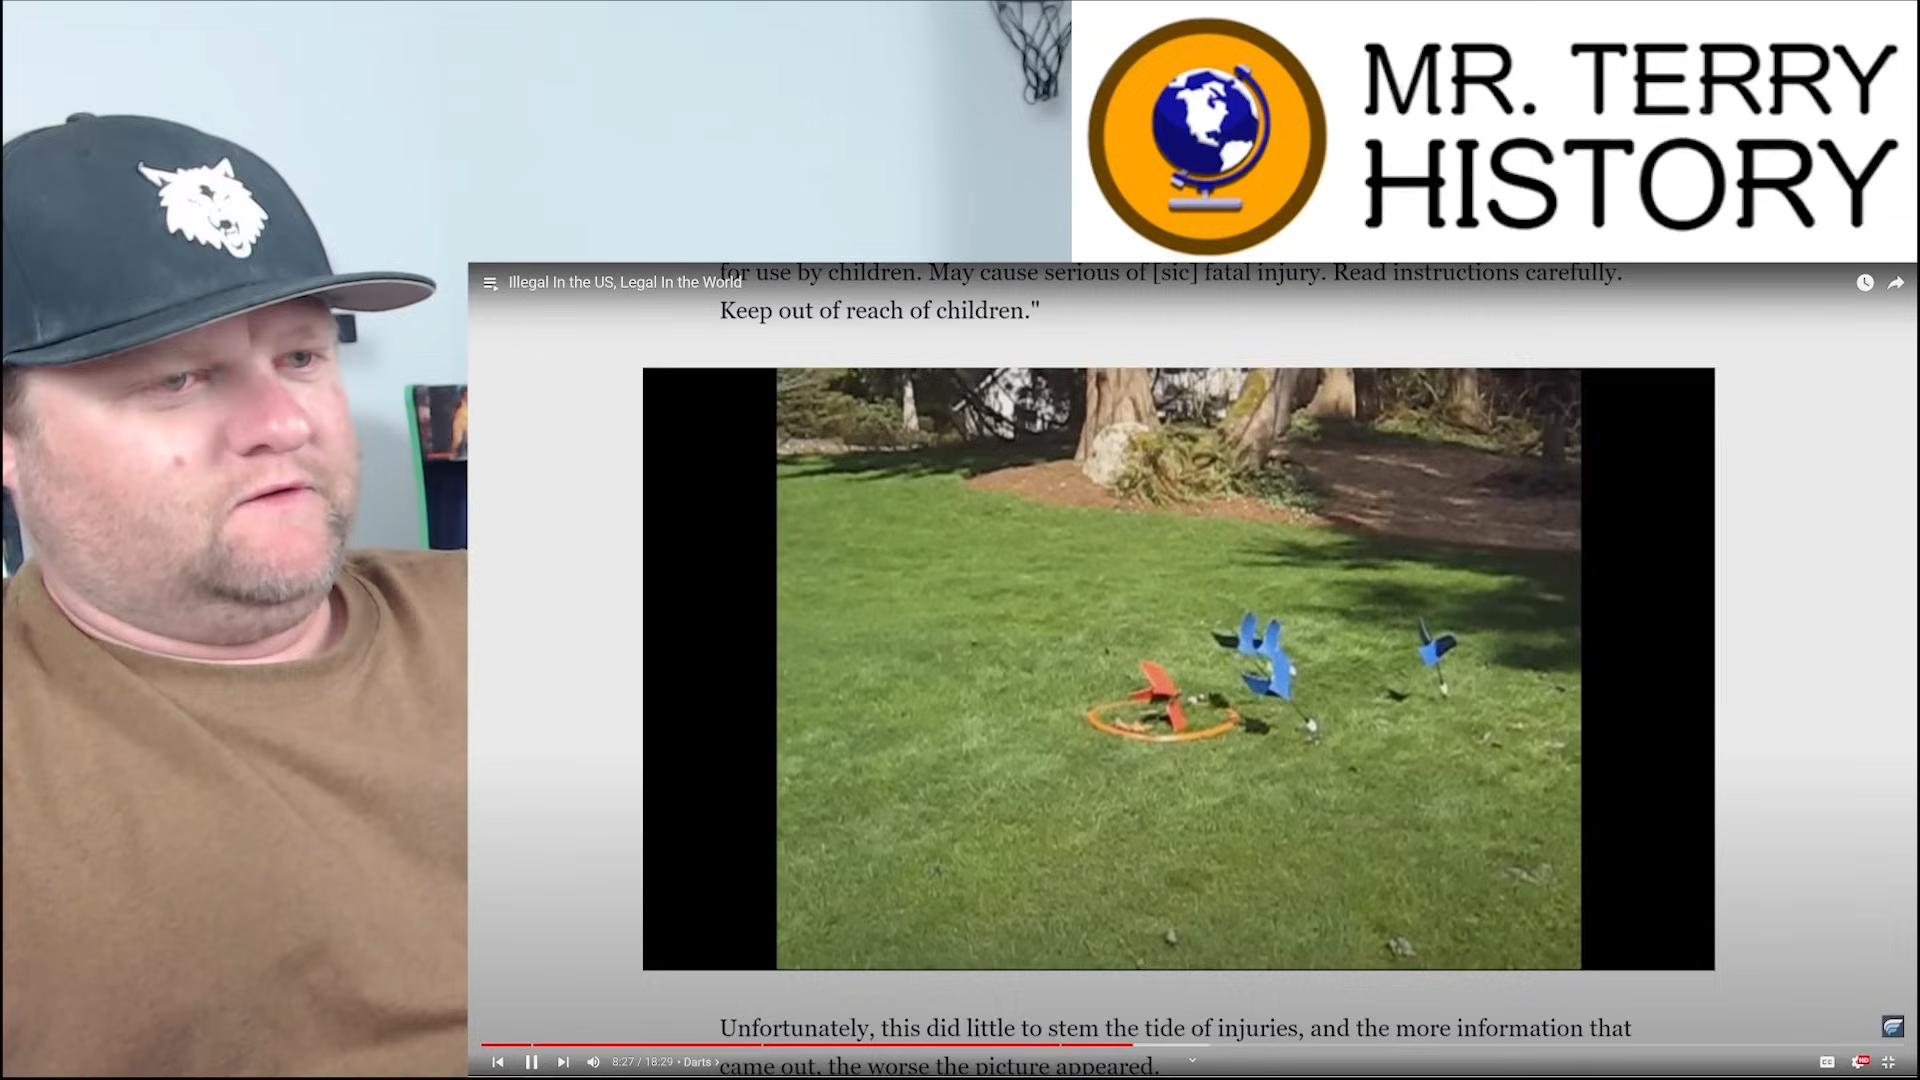 MR. TERRY
HISTORY
Illegal In the US, Legal In the World
for use by children. May cause serious of [sic] fatal injury. Read instructions carefully.
Keep out of reach of children."
Unfortunately, this did little to stem the tide of injuries, and the more information that
came out, the worse the picture appeared.
8:27 / 18:29 • Darts ›
CC
HD